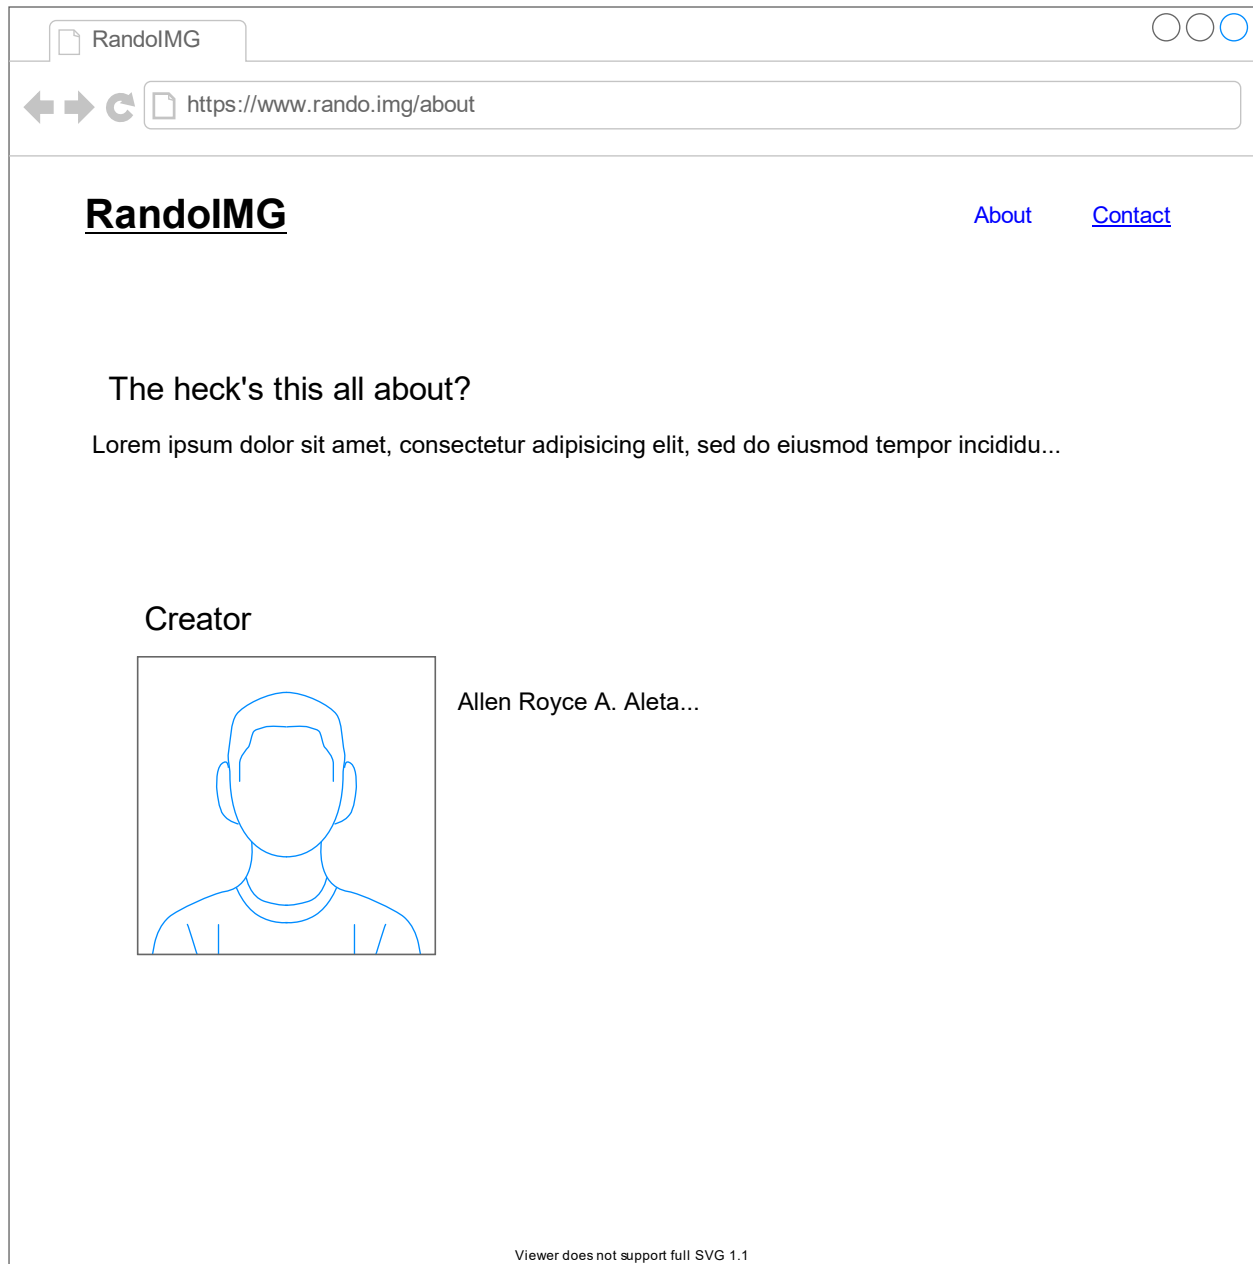 RandoIMG
https://www.rando.img/about
RandoIMG
About Contact
The heck's this all about?
Lorem ipsum dolor sit amet, consectetur adipisicing elit, sed do eiusmod tempor incididu...
Creator
Allen Royce A. Aleta...
Viewer does not support full SVG 1.1